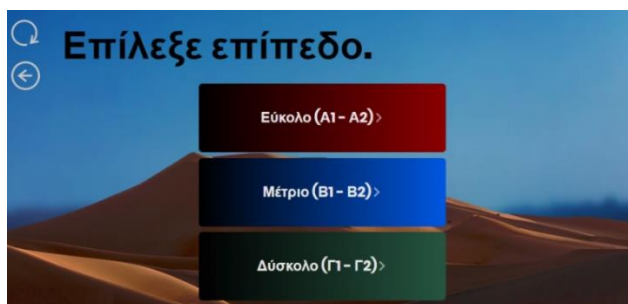 Επίλεξε επίπεδο.
Εύκολο (Α1 - Α2) >
Μέτριο (Β1 - Β2) >
Δύσκολο (Γ1 - Γ2) >